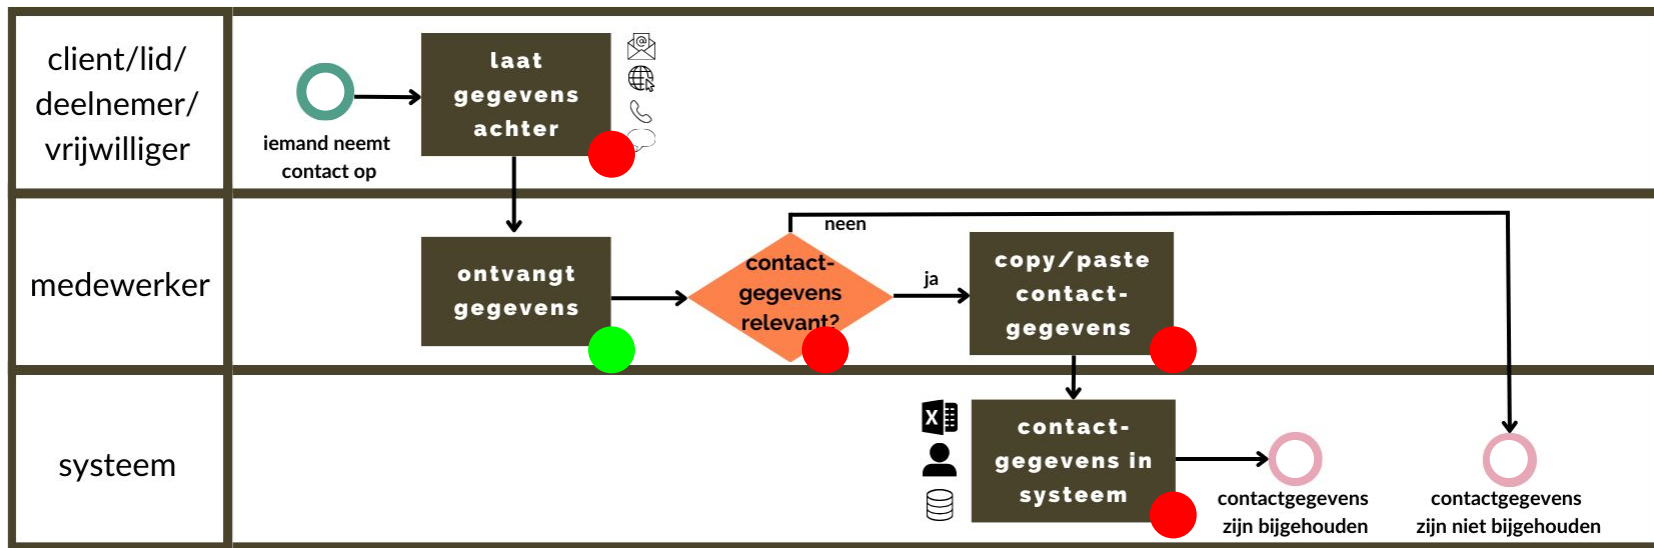 client/lid/
deelnemer/
vrijwilliger
iemand neemt
contact op
laat
gegevens
achter
medewerker
ontvangt
gegevens
contact-
gegevens
relevant?
neen
ja
copy/paste
contact-
gegevens
systeem
X
contact-
gegevens in
systeem
contactgegevens
zijn bijgehouden
contactgegevens
zijn niet bijgehouden